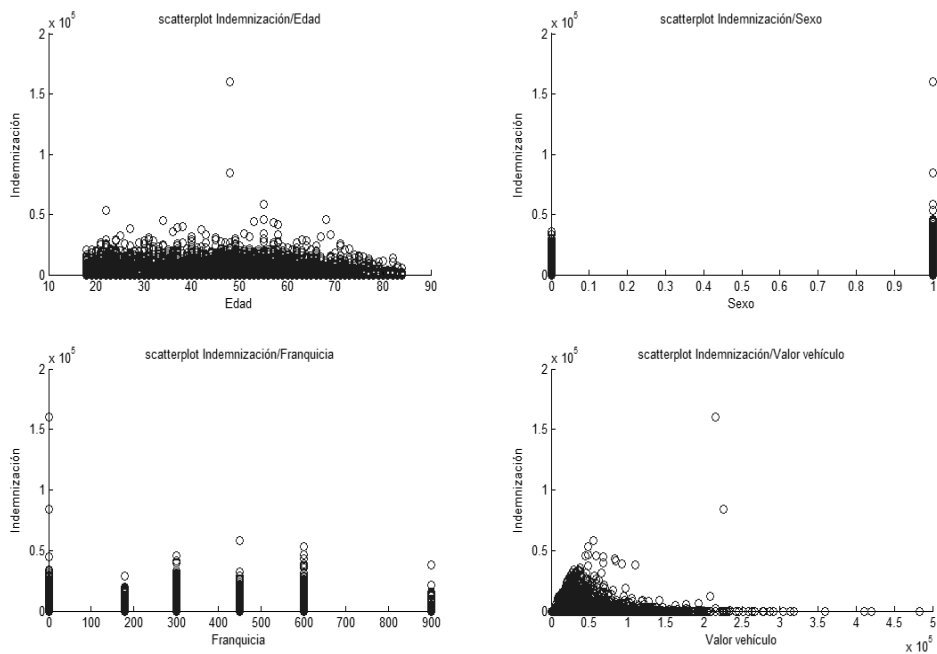 scatterplot Indemnización/Edad
x 10^5
2
1.5
1
0.5
0
Indemnización
10 20 30 40 50 60 70 80 90
Edad
scatterplot Indemnización/Sexo
x 10^5
2
1.5
1
0.5
0
Indemnización
0 0.1 0.2 0.3 0.4 0.5 0.6 0.7 0.8 0.9 1
Sexo
scatterplot Indemnización/Franquicia
x 10^5
2
1.5
1
0.5
0
Indemnización
0 100 200 300 400 500 600 700 800 900
Franquicia
scatterplot Indemnización/Valor vehículo
x 10^5
2
1.5
1
0.5
0
Indemnización
0 0.5 1 1.5 2 2.5 3 3.5 4 4.5 5
Valor vehículo
x 10^5